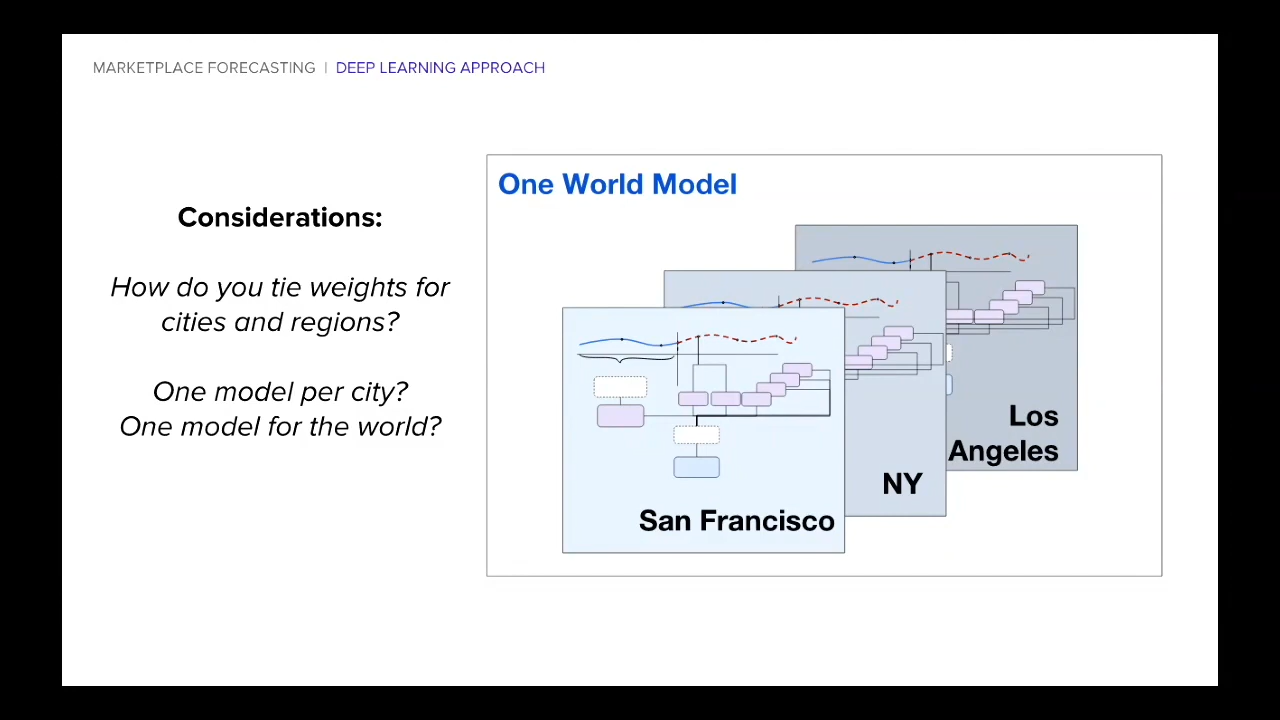 MARKETPLACE FORECASTING | DEEP LEARNING APPROACH
Considerations:
How do you tie weights for
cities and regions?
One model per city?
One model for the world?
One World Model
Los
Angeles
NY
San Francisco